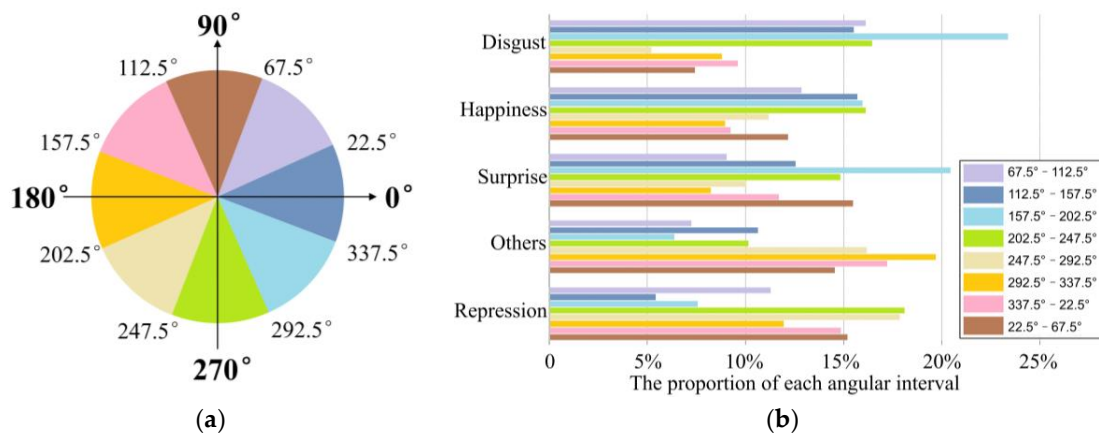 90°
112.5°
67.5°
157.5°
22.5°
180°
0°
202.5°
337.5°
247.5°
292.5°
270°
(a)
Disgust
Happiness
Surprise
Others
Repression
0
5%
10%
15%
20%
25%
The proportion of each angular interval
67.5° - 112.5°
112.5° - 157.5°
157.5° - 202.5°
202.5° - 247.5°
247.5° - 292.5°
292.5° - 337.5°
337.5° - 22.5°
22.5° - 67.5°
(b)